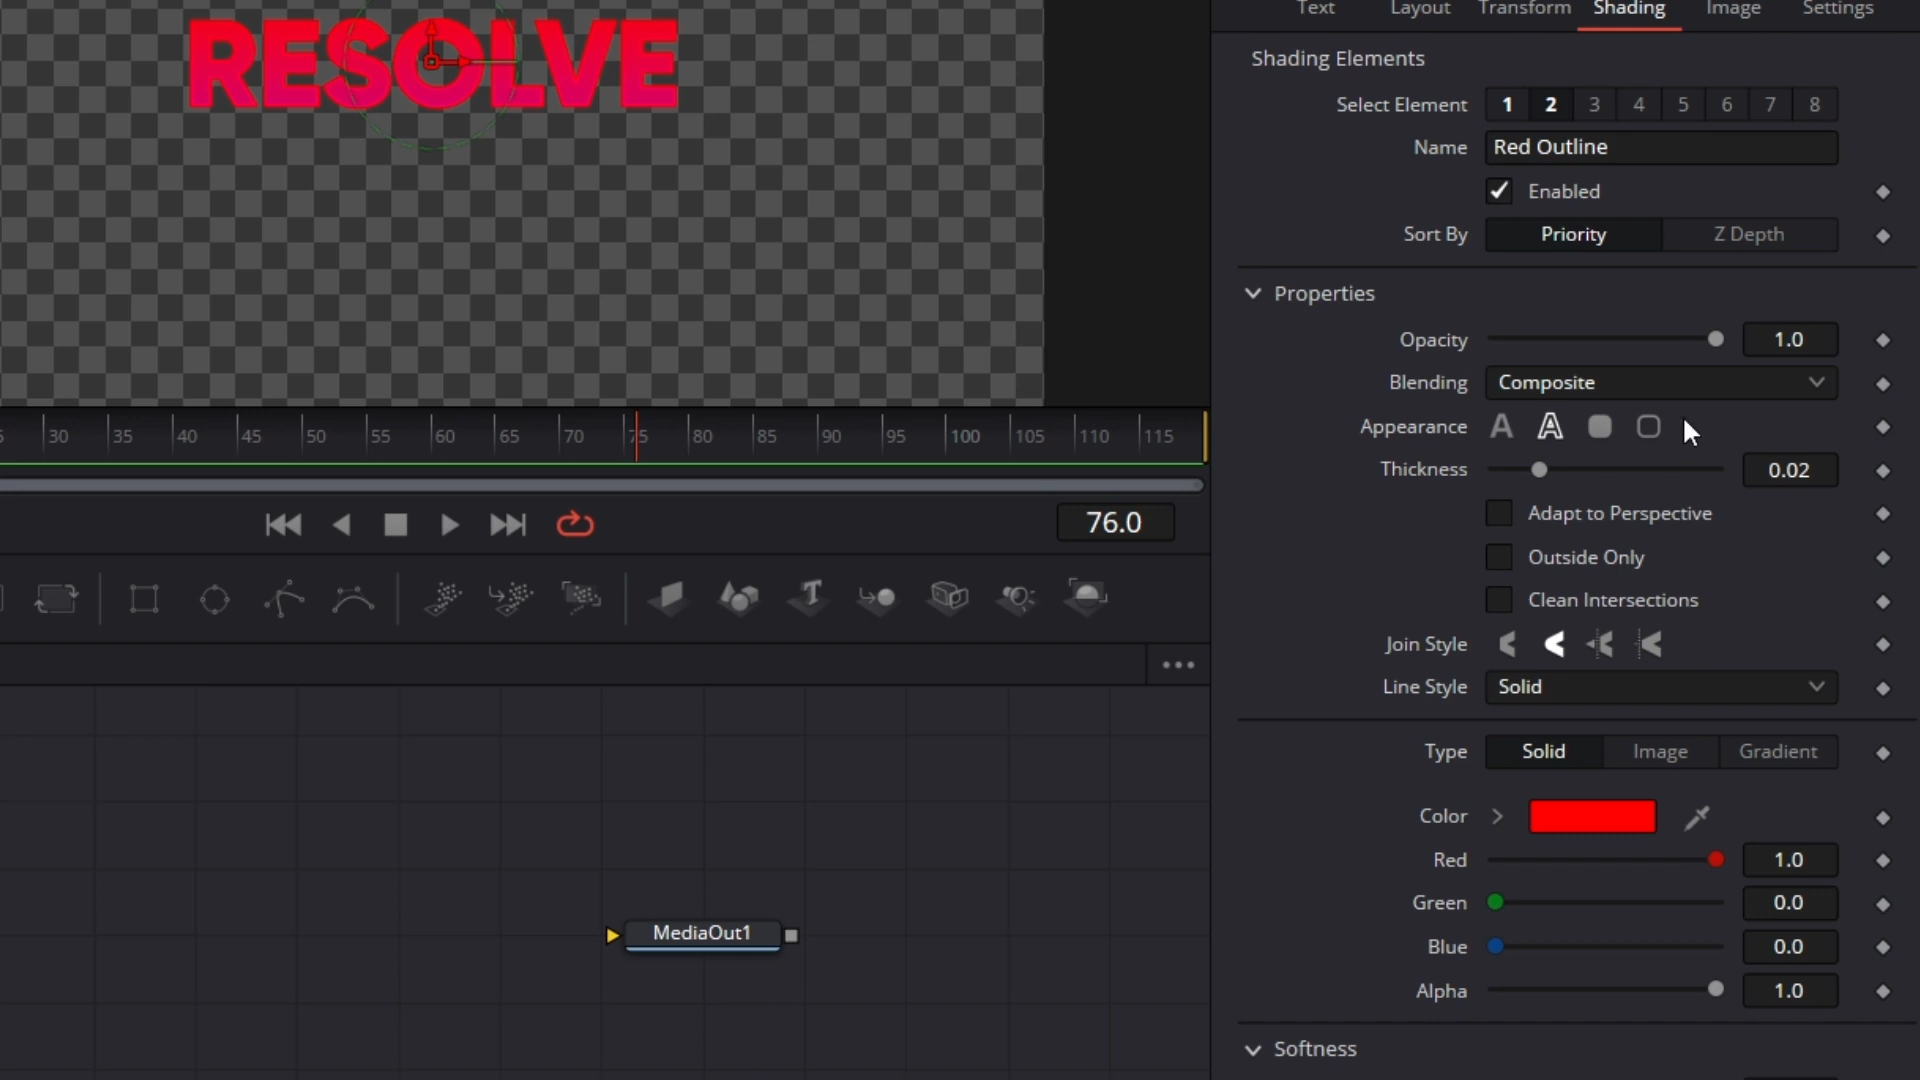 RESOLVE
30 35 40 45 50 55 60 65 70 75 80 85 90 95 100 105 110 115
76.0
MediaOut1
Text Layout Transform Shading Image Settings
Shading Elements
Select Element 1 2 3 4 5 6 7 8
Name Red Outline
Enabled
Sort By Priority Z Depth
Properties
Opacity 1.0
Blending Composite
Appearance A A
Thickness 0.02
Adapt to Perspective
Outside Only
Clean Intersections
Join Style
Line Style Solid
Type Solid Image Gradient
Color
Red 1.0
Green 0.0
Blue 0.0
Alpha 1.0
Softness